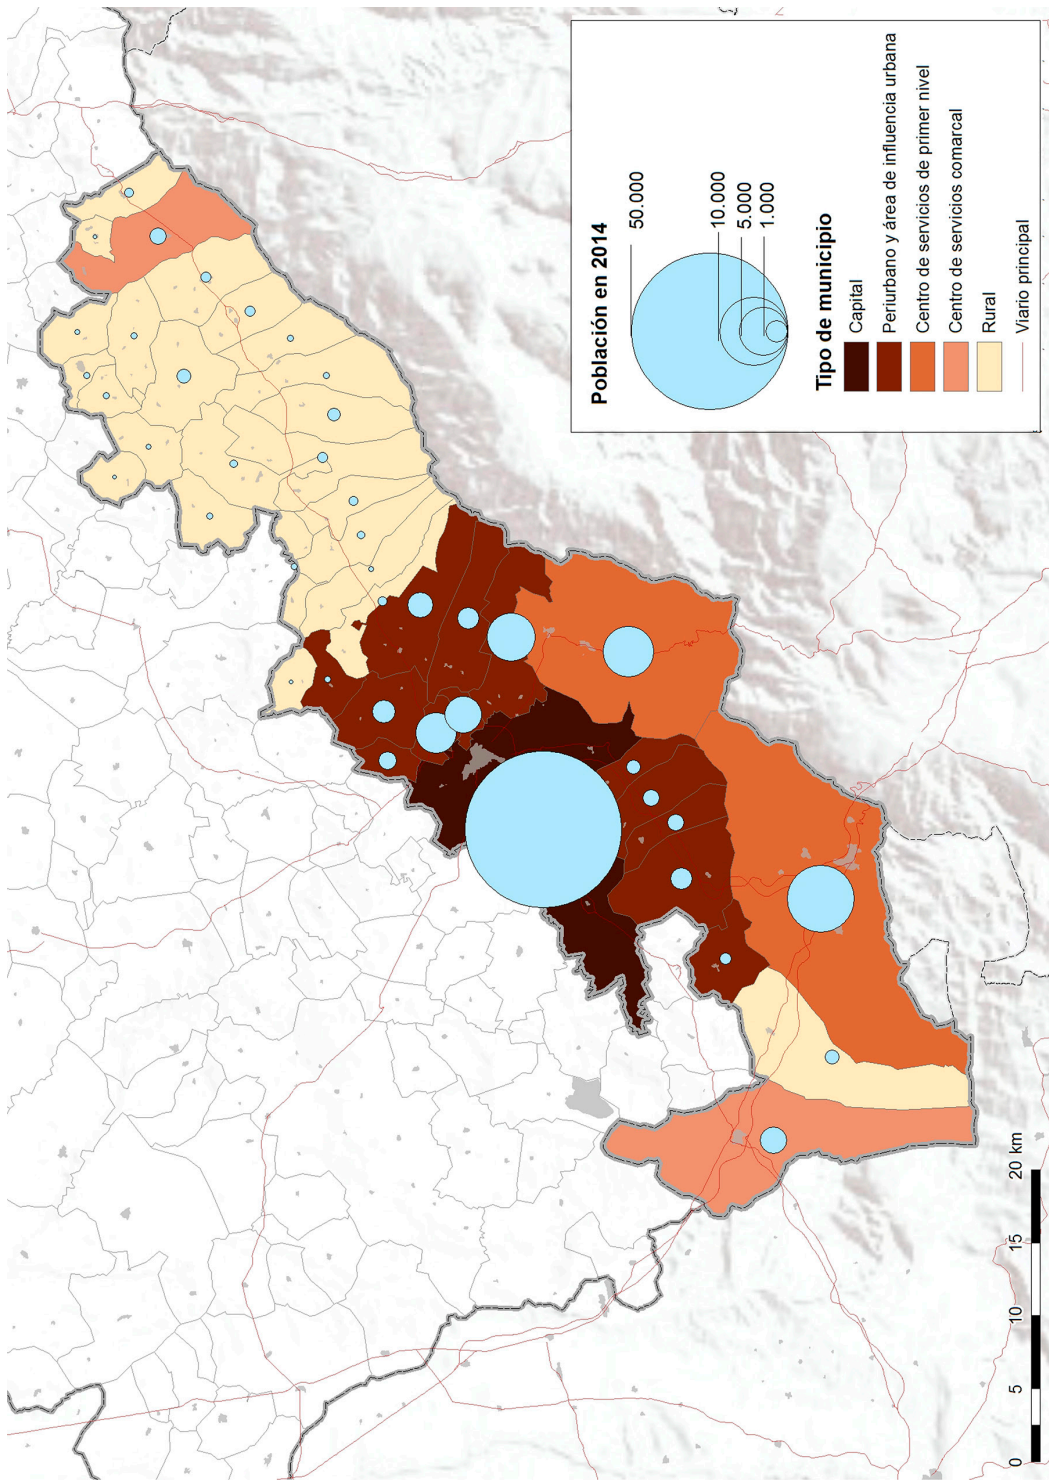 Población en 2014
50.000
10.000
5.000
1.000
Tipo de municipio
Capital
Periurbano y área de influencia urbana
Centro de servicios de primer nivel
Centro de servicios comarcal
Rural
Viario principal
0 5 10 15 20 km